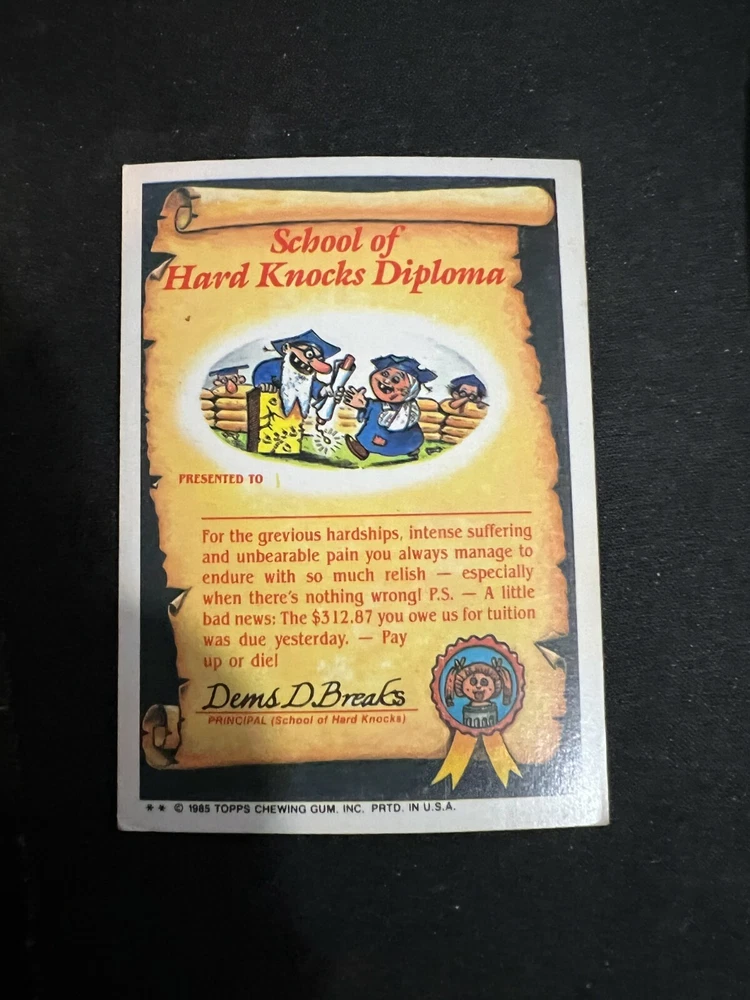 School of
Hard Knocks Diploma
PRESENTED TO
For the grevious hardships, intense suffering
and unbearable pain you always manage to
endure with so much relish — especially
when there's nothing wrong! P.S. — A little
bad news: The $312.87 you owe us for tuition
was due yesterday. — Pay
up or die!
Dems D. Breaks
PRINCIPAL (School of Hard Knocks)
** © 1985 TOPPS CHEWING GUM, INC. PRTD. IN U.S.A.